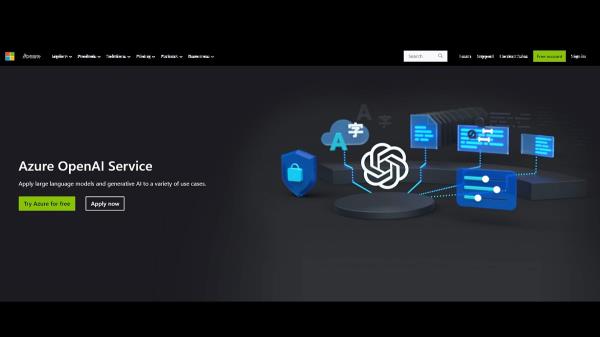 Azure
Explore
Products
Solutions
Pricing
Partners
Resources
Search
Learn
Support
Contact Sales
Free account
Sign in
A
字
A
字
Azure OpenAI Service
Apply large language models and generative AI to a variety of use cases.
Try Azure for free
Apply now